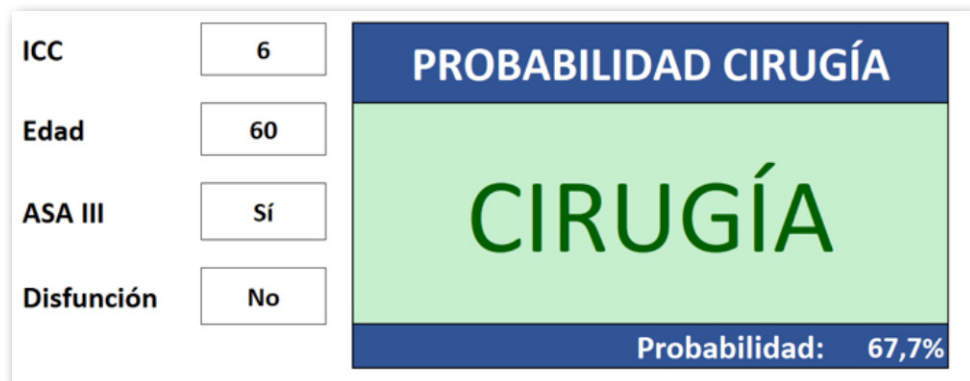 ICC 6
Edad 60
ASA III Sí
Disfunción No
PROBABILIDAD CIRUGÍA
CIRUGÍA
Probabilidad: 67,7%